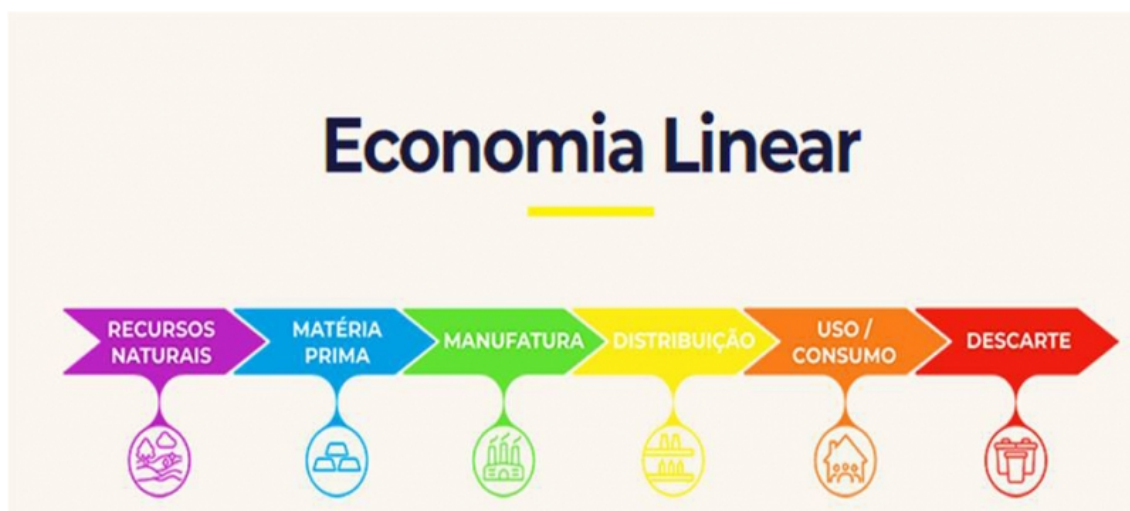 Economia Linear
RECURSOS
NATURAIS
MATÉRIA
PRIMA
MANUFATURA
DISTRIBUIÇÃO
USO /
CONSUMO
DESCARTE